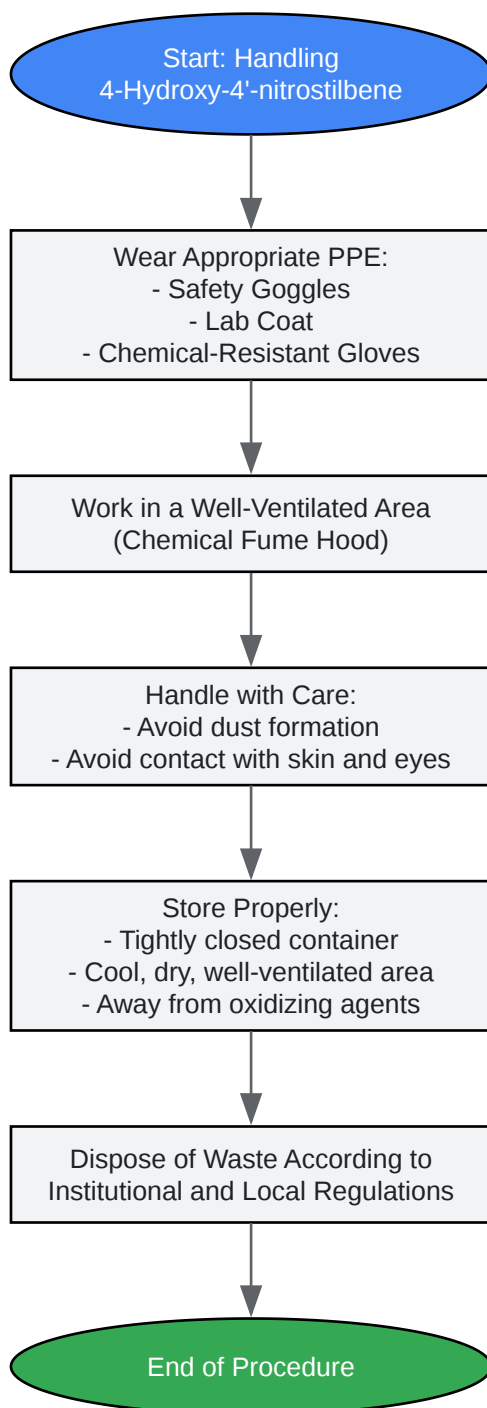 Start: Handling
4-Hydroxy-4'-nitrostilbene
Wear Appropriate PPE:
- Safety Goggles
- Lab Coat
- Chemical-Resistant Gloves
Work in a Well-Ventilated Area
(Chemical Fume Hood)
Handle with Care:
- Avoid dust formation
- Avoid contact with skin and eyes
Store Properly:
- Tightly closed container
- Cool, dry, well-ventilated area
- Away from oxidizing agents
Dispose of Waste According to
Institutional and Local Regulations
End of Procedure